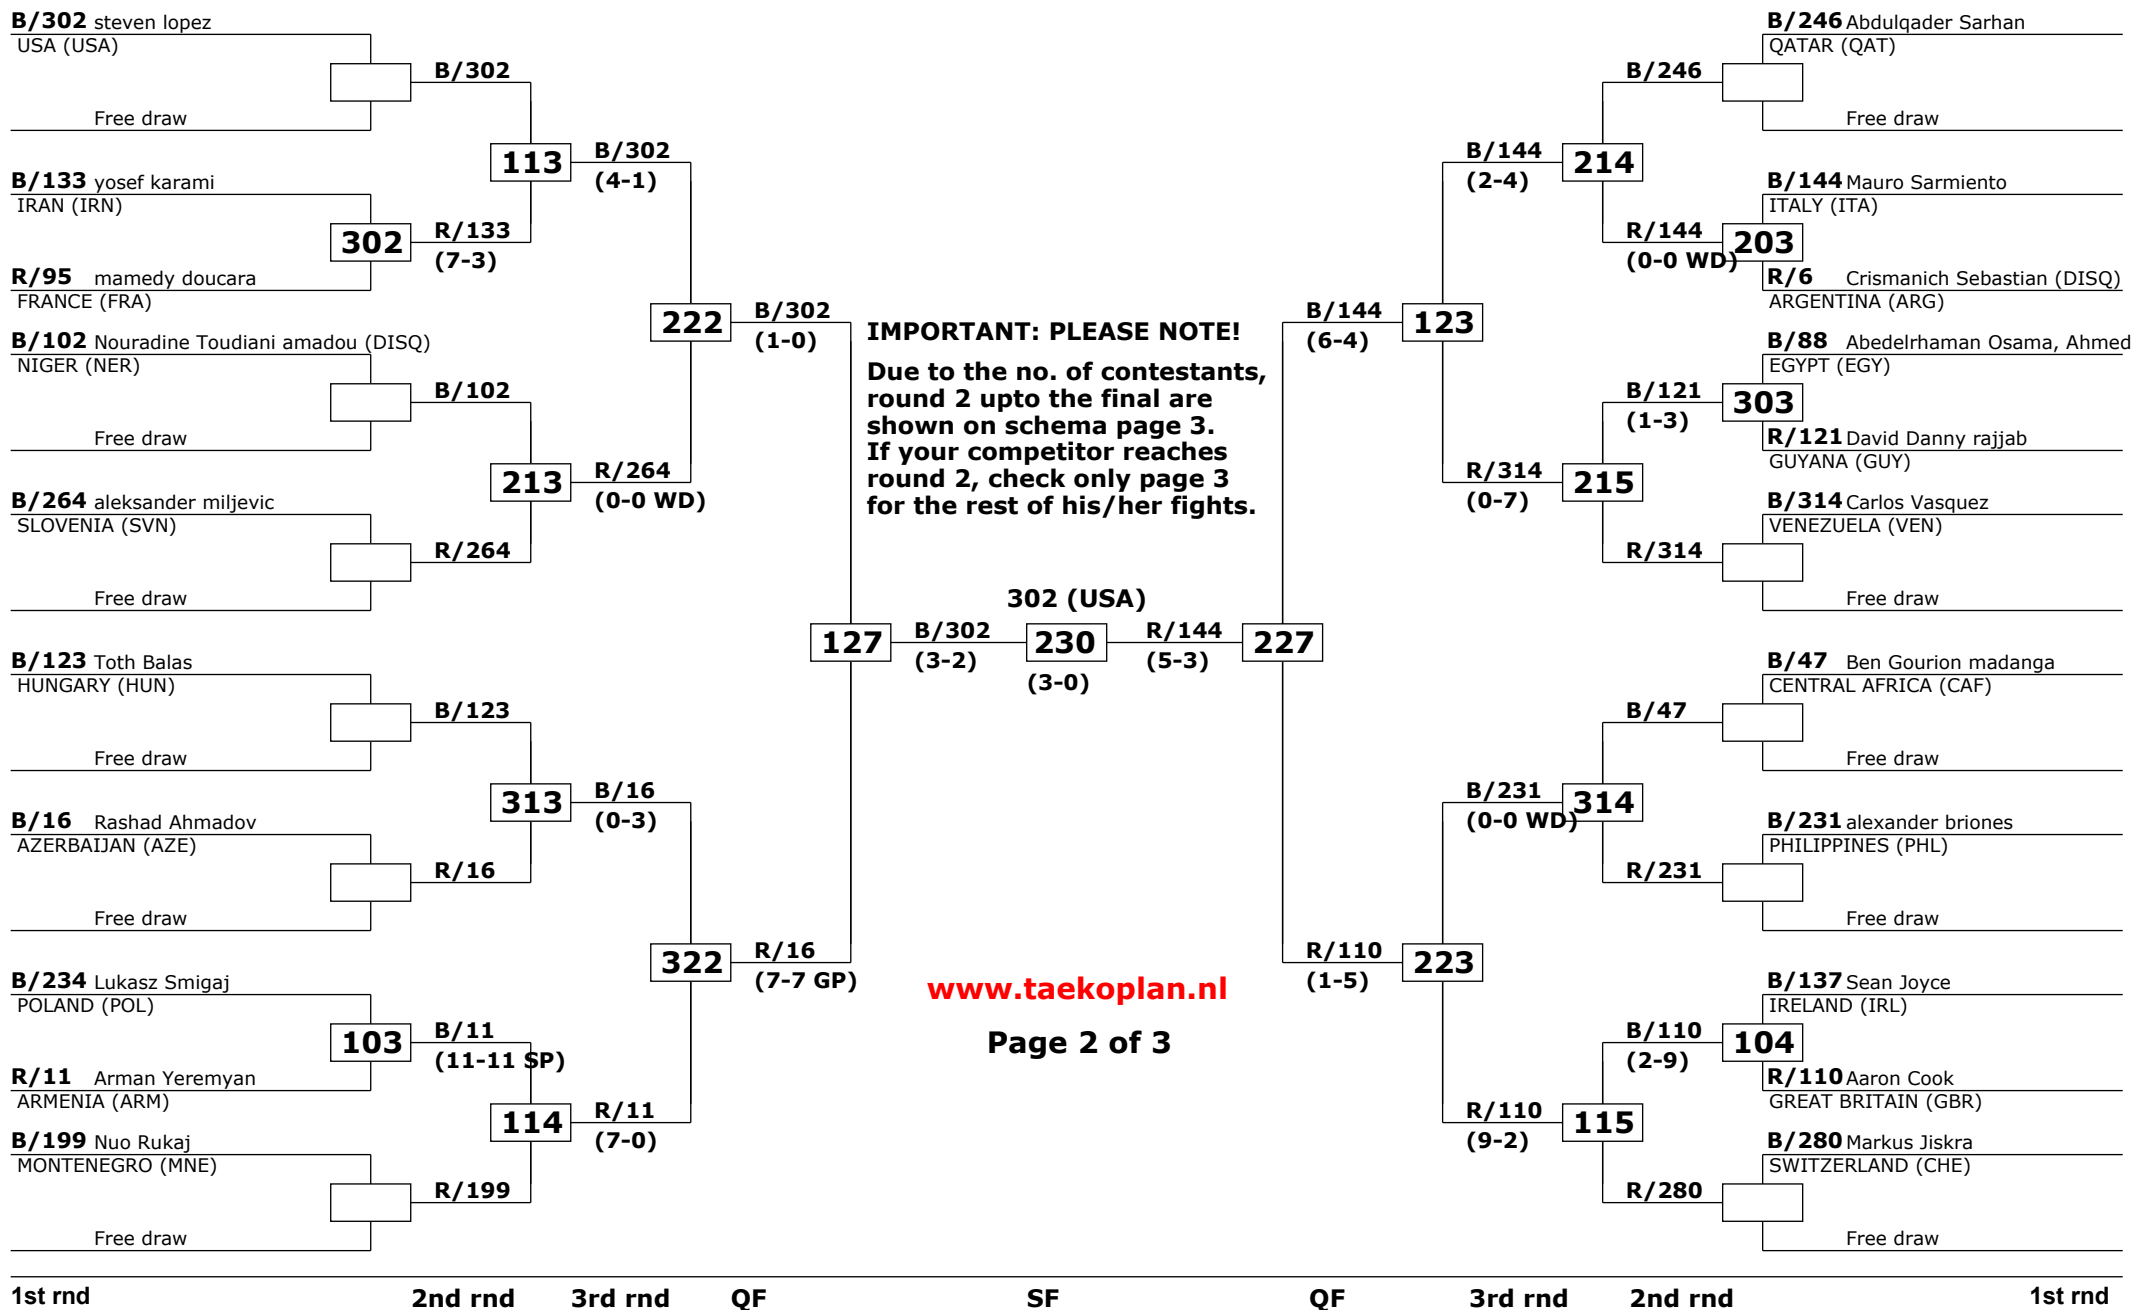 B/302 steven lopez
USA (USA)
Free draw
B/302
B/133 yosef karami
IRAN (IRN)
302
R/133
(7-3)
R/95 mamedy doucara
FRANCE (FRA)
113
B/302
(4-1)
B/102 Nouradine Toudiani amadou (DISQ)
NIGER (NER)
Free draw
B/102
B/264 aleksander miljevic
SLOVENIA (SVN)
Free draw
R/264
213
R/264
(0-0 WD)
222
B/302
(1-0)
B/123 Toth Balas
HUNGARY (HUN)
Free draw
B/123
B/16 Rashad Ahmadov
AZERBAIJAN (AZE)
Free draw
R/16
313
B/16
(0-3)
B/234 Lukasz Smigaj
POLAND (POL)
103
B/11
(11-11 SP)
R/11 Arman Yeremyan
ARMENIA (ARM)
B/199 Nuo Rukaj
MONTENEGRO (MNE)
Free draw
R/199
114
R/11
(7-0)
322
R/16
(7-7 GP)
127
B/302
(3-2)
IMPORTANT: PLEASE NOTE!
Due to the no. of contestants,
round 2 upto the final are
shown on schema page 3.
If your competitor reaches
round 2, check only page 3
for the rest of his/her fights.
302 (USA)
230
(3-0)
R/144
(5-3)
227
www.taekoplan.nl
Page 2 of 3
B/144
(6-4)
123
B/144
(2-4)
214
B/246
B/246 Abdulqader Sarhan
QATAR (QAT)
Free draw
R/144
(0-0 WD)
203
B/144 Mauro Sarmiento
ITALY (ITA)
R/6 Crismanich Sebastian (DISQ)
ARGENTINA (ARG)
R/314
(0-7)
215
B/121
(1-3)
303
B/88 Abedelrhaman Osama, Ahmed
EGYPT (EGY)
R/121 David Danny rajjab
GUYANA (GUY)
R/314
B/314 Carlos Vasquez
VENEZUELA (VEN)
Free draw
R/110
(1-5)
223
B/231
(0-0 WD)
314
B/47
B/47 Ben Gourion madanga
CENTRAL AFRICA (CAF)
Free draw
R/231
B/231 alexander briones
PHILIPPINES (PHL)
Free draw
R/110
(9-2)
115
B/110
(2-9)
104
B/137 Sean Joyce
IRELAND (IRL)
R/110 Aaron Cook
GREAT BRITAIN (GBR)
R/280
B/280 Markus Jiskra
SWITZERLAND (CHE)
Free draw
1st rnd 2nd rnd 3rd rnd QF SF QF 3rd rnd 2nd rnd 1st rnd